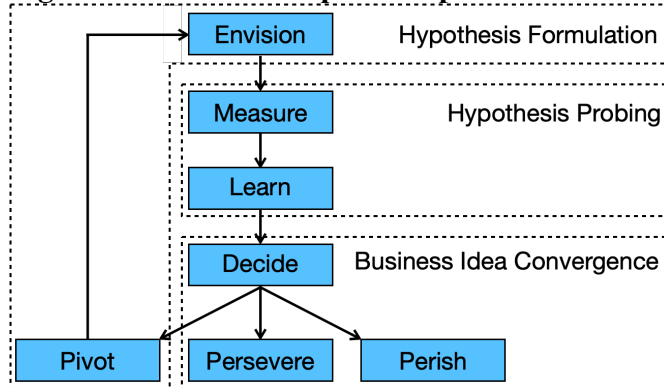 Envision Hypothesis Formulation
Measure Hypothesis Probing
Learn
Decide Business Idea Convergence
Pivot Persevere Perish